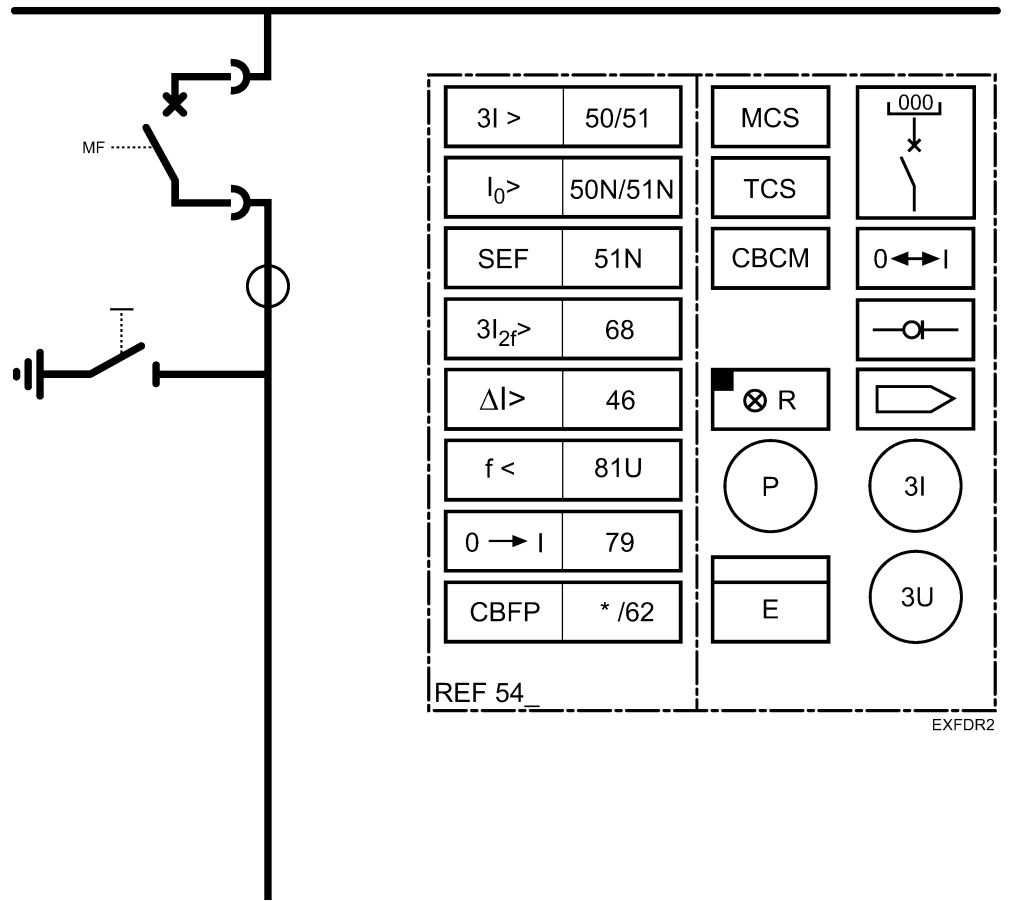 MF
3I > 50/51
I0> 50N/51N
SEF 51N
3I2f> 68
ΔI> 46
f < 81U
0 → I 79
CBFP * /62
REF 54_
MCS
TCS
CBCM
R
P
E
000
0 ↔ I
3I
3U
EXFDR2